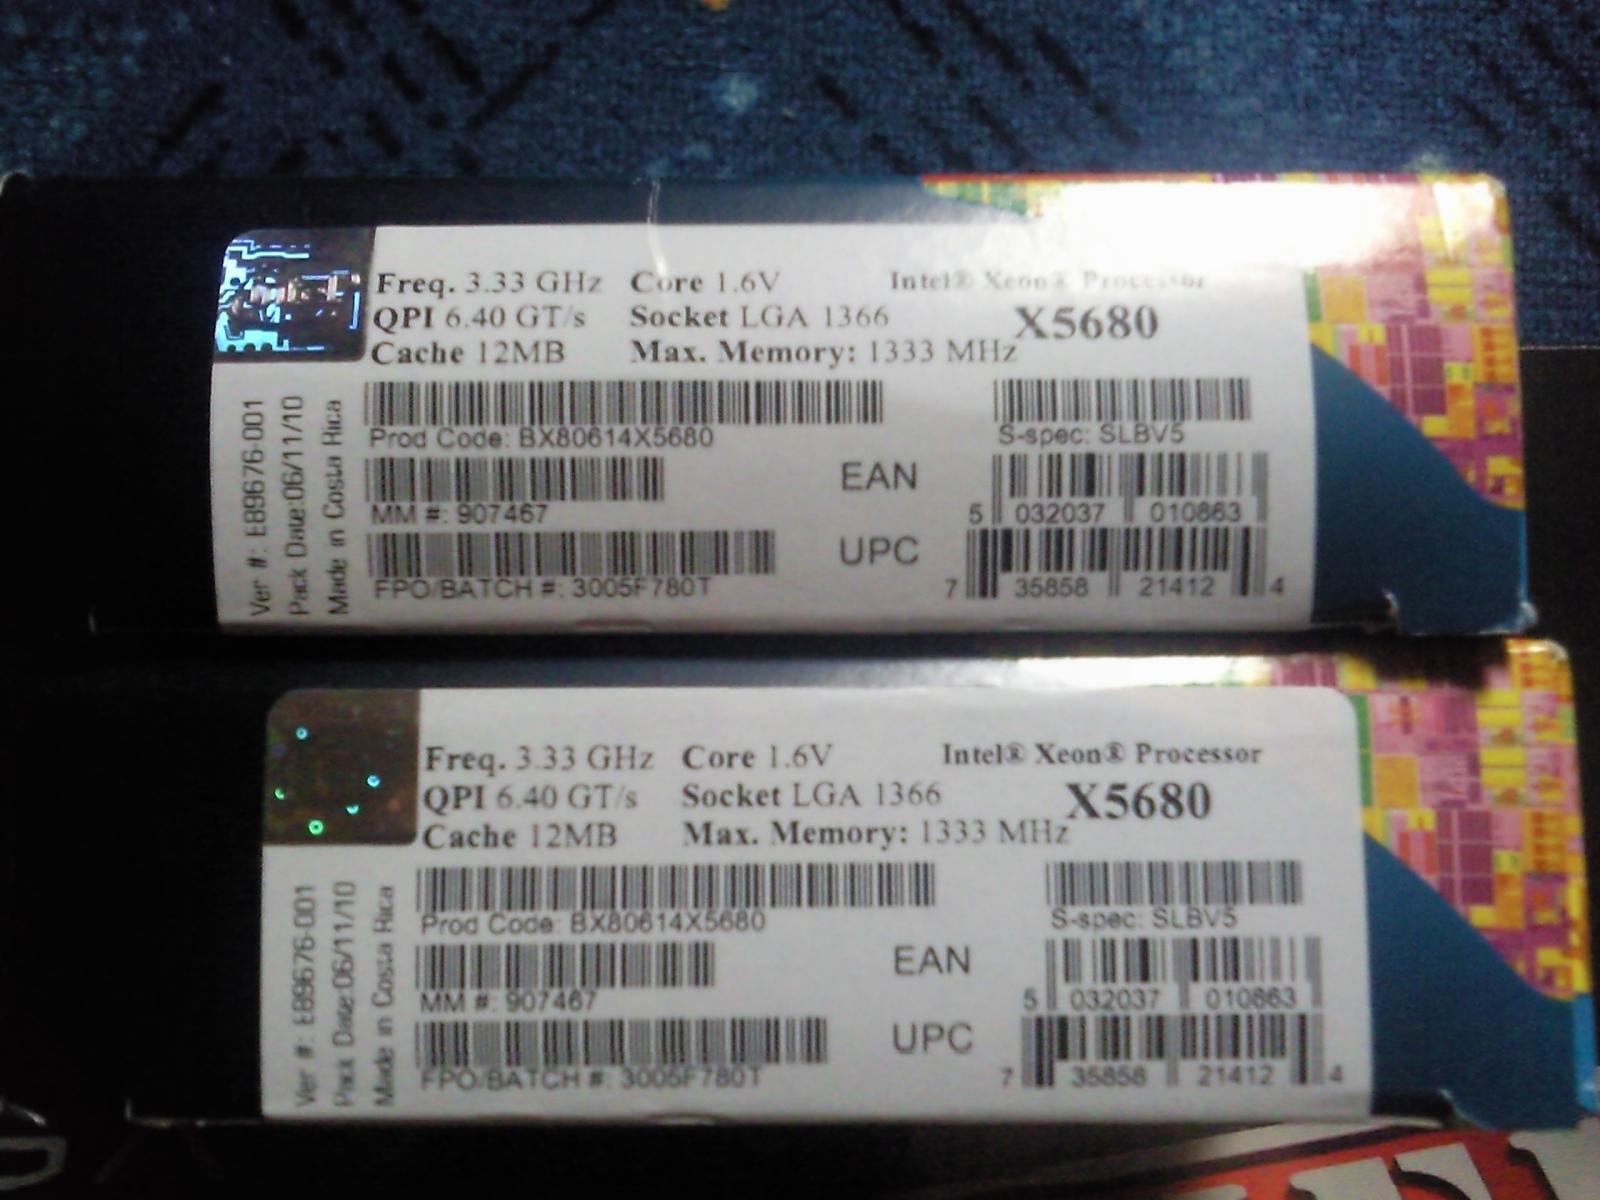 Freq. 3.33 GHz Core 1.6V Intel® Xeon® Processor
QPI 6.40 GT/s Socket LGA 1366 X5680
Cache 12MB Max. Memory: 1333 MHz
Prod Code: BX80614X5680 S-spec: SLBV5
MM #: 907467 EAN 5 032037 010863
FPO/BATCH #: 3005F780T UPC 7 35858 21412 4
Ver #: E89676-001
Pack Date:06/11/10
Made in Costa Rica
Freq. 3.33 GHz Core 1.6V Intel® Xeon® Processor
QPI 6.40 GT/s Socket LGA 1366 X5680
Cache 12MB Max. Memory: 1333 MHz
Prod Code: BX80614X5680 S-spec: SLBV5
MM #: 907467 EAN 5 032037 010863
FPO/BATCH #: 3005F780T UPC 7 35858 21412 4
Ver #: E89676-001
Pack Date:06/11/10
Made in Costa Rica